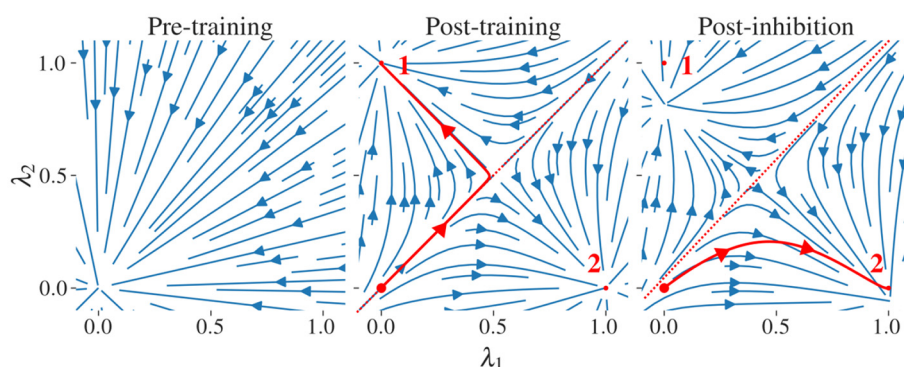 Pre-training Post-training Post-inhibition
1.0 1 1
λ2
0.5
2 2
0.0
0.0 0.5 1.0 0.0 0.5 1.0 0.0 0.5 1.0
λ1